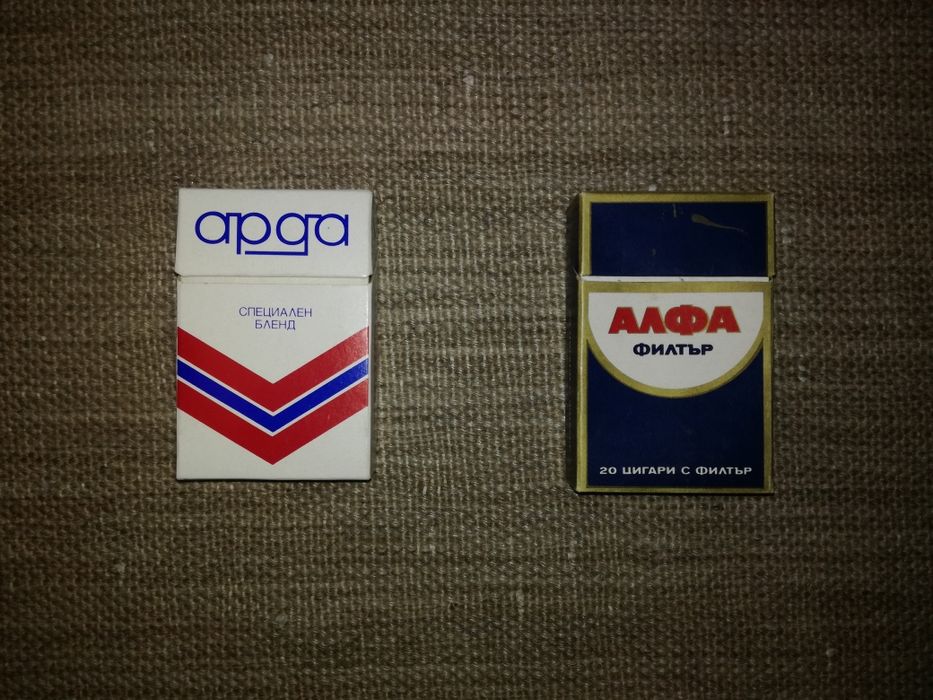 арда
СПЕЦИАЛЕН
БЛЕНД
АЛФА
ФИЛТЪР
20 ЦИГАРИ С ФИЛТЪР